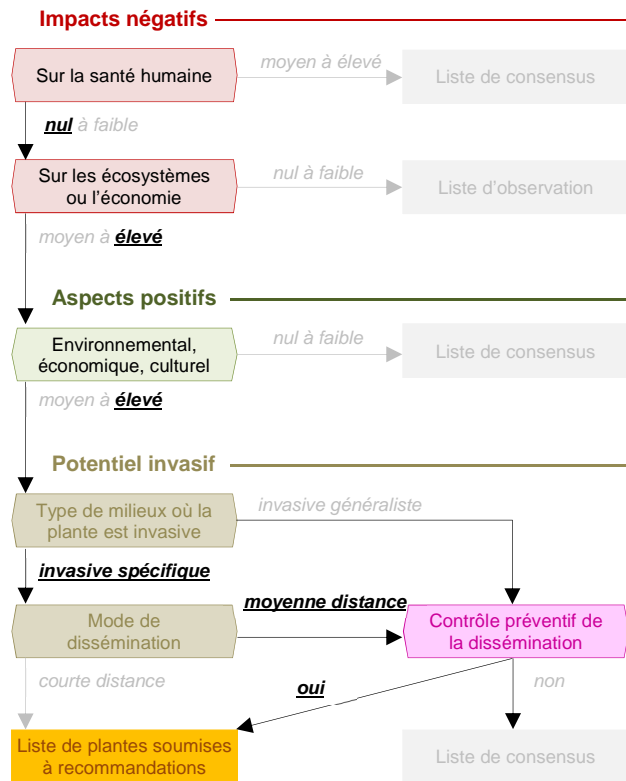 Impacts négatifs
Sur la santé humaine
moyen à élevé
Liste de consensus
nul à faible
Sur les écosystèmes
ou l'économie
nul à faible
Liste d'observation
moyen à élevé
Aspects positifs
Environnemental,
économique, culturel
nul à faible
Liste de consensus
moyen à élevé
Potentiel invasif
Type de milieux où la
plante est invasive
invasive généraliste
invasive spécifique
Mode de
dissémination
moyenne distance
Contrôle préventif de
la dissémination
courte distance
oui
non
Liste de plantes soumises
à recommandations
Liste de consensus